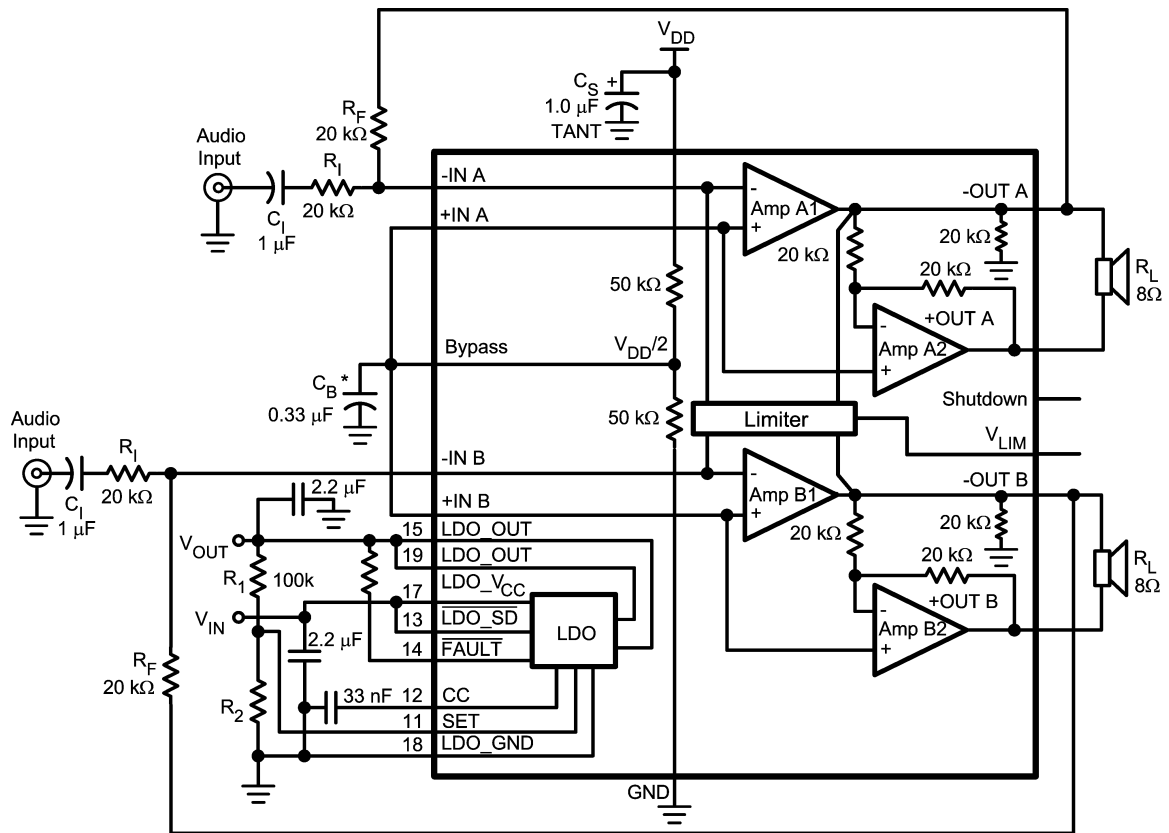 V_DD
C_S +
1.0 μF
TANT
R_F
20 kΩ
Audio
Input
R_I
20 kΩ
C_I
1 μF
-IN A
+IN A
-
Amp A1
+
-OUT A
20 kΩ
20 kΩ
20 kΩ
R_L
8Ω
50 kΩ
+OUT A
-
Amp A2
+
Bypass
V_DD/2
C_B *
0.33 μF
50 kΩ
Limiter
Shutdown
V_LIM
Audio
Input
R_I
20 kΩ
C_I
1 μF
-IN B
+IN B
-
Amp B1
+
-OUT B
20 kΩ
20 kΩ
20 kΩ
R_L
8Ω
+OUT B
-
Amp B2
+
2.2 μF
V_OUT
R_1 100k
V_IN
2.2 μF
R_F
20 kΩ
R_2
33 nF
15 LDO_OUT
19 LDO_OUT
17 LDO_V_CC
13 LDO_SD
14 FAULT
12 CC
11 SET
18 LDO_GND
LDO
GND